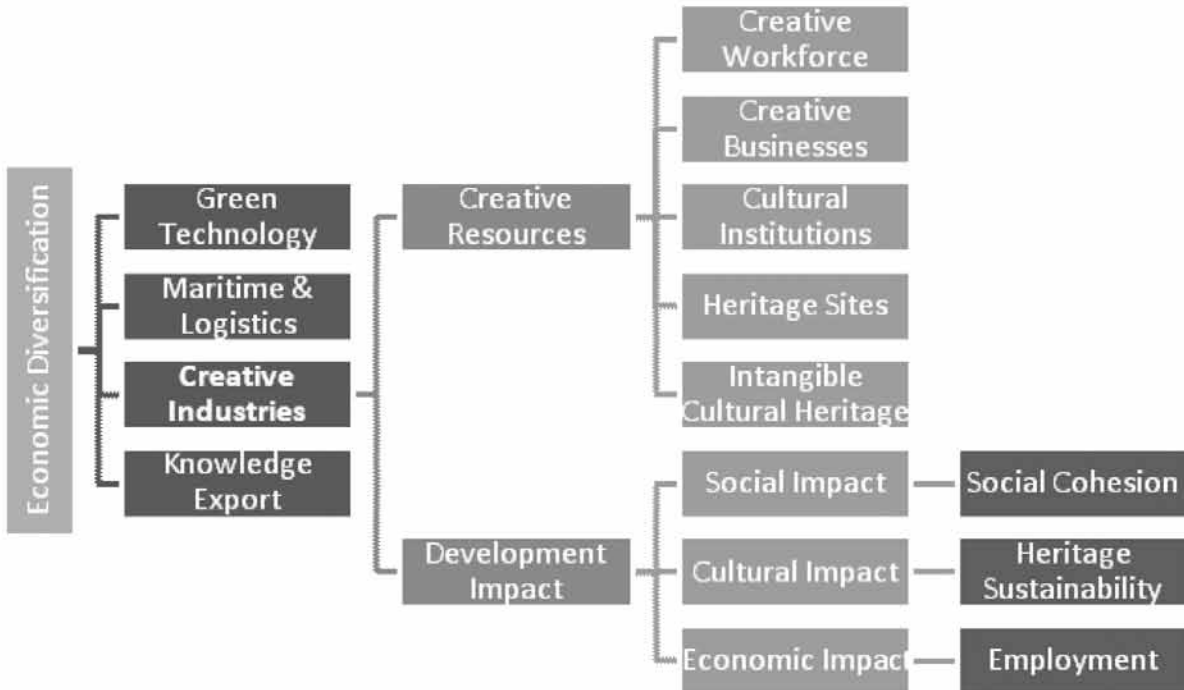 Economic Diversification
Green
Technology
Maritime &
Logistics
Creative
Industries
Knowledge
Export
Creative
Resources
Development
Impact
Creative
Workforce
Creative
Businesses
Cultural
Institutions
Heritage Sites
Intangible
Cultural Heritage
Social Impact
Cultural Impact
Economic Impact
Social Cohesion
Heritage
Sustainability
Employment